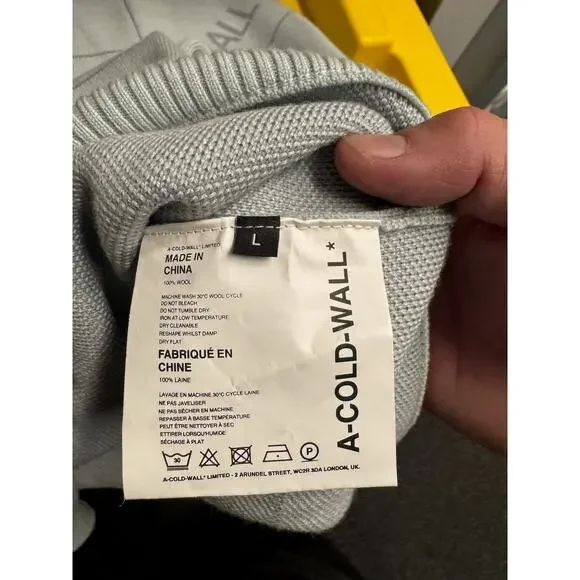 WALL
L
A-COLD-WALL* LIMITED
MADE IN
CHINA
100% WOOL
MACHINE WASH 30°C WOOL CYCLE
DO NOT BLEACH
DO NOT TUMBLE DRY
IRON AT LOW TEMPERATURE
DRY CLEANABLE
RESHAPE WHILST DAMP
DRY FLAT
FABRIQUÉ EN
CHINE
100% LAINE
LAVAGE EN MACHINE 30°C CYCLE LAINE
NE PAS JAVELISER
NE PAS SÉCHER EN MACHINE
REPASSER À BASSE TEMPÉRATURE
PEUT ÊTRE NETTOYER À SEC
ETTIPER LORSQU'HUMIDE
SÉCHAGE À PLAT
30
P
A-COLD-WALL* LIMITED - 2 ARUNDEL STREET, WC2R 3DA LONDON, UK.
A-COLD-WALL*